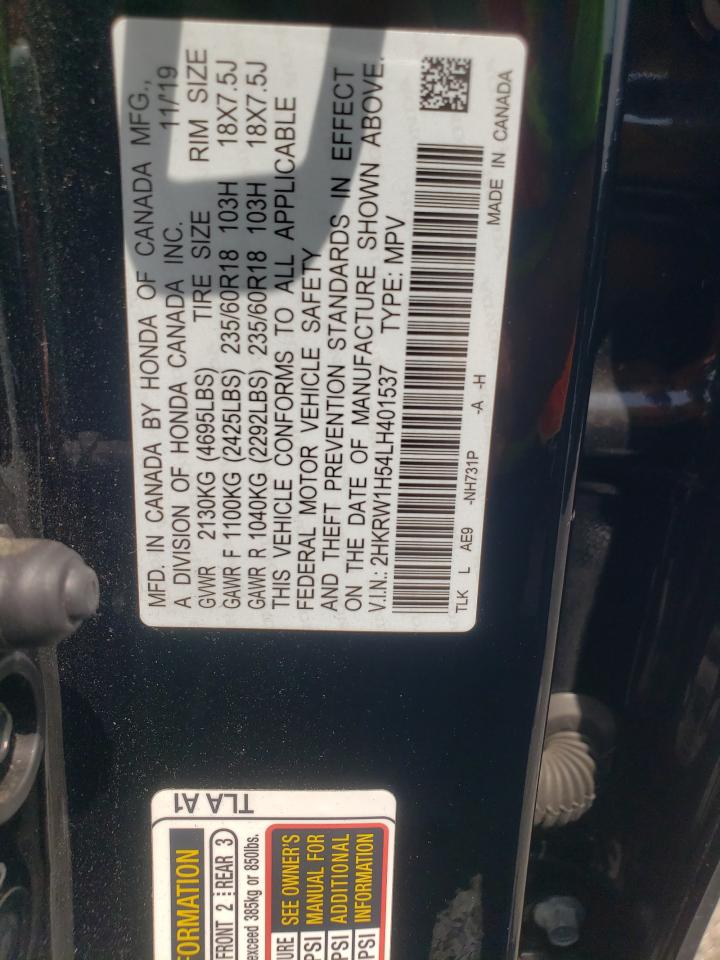 MFD. IN CANADA BY HONDA OF CANADA MFG.,
A DIVISION OF HONDA CANADA INC. 11/19
GVWR 2130KG (4695LBS) TIRE SIZE RIM SIZE
GAWR F 1100KG (2425LBS) 235/60R18 103H 18X7.5J
GAWR R 1040KG (2292LBS) 235/60R18 103H 18X7.5J
THIS VEHICLE CONFORMS TO ALL APPLICABLE
FEDERAL MOTOR VEHICLE SAFETY
AND THEFT PREVENTION STANDARDS IN EFFECT
ON THE DATE OF MANUFACTURE SHOWN ABOVE.
V.I.N.: 2HKRW1H54LH401537 TYPE: MPV
TLK L AE9 -NH731P -A -H
MADE IN CANADA
TLA A1
FRONT 2 REAR 3
exceed 385kg or 850lbs.
SEE OWNER'S
MANUAL FOR
ADDITIONAL
INFORMATION
PSI
PSI
PSI